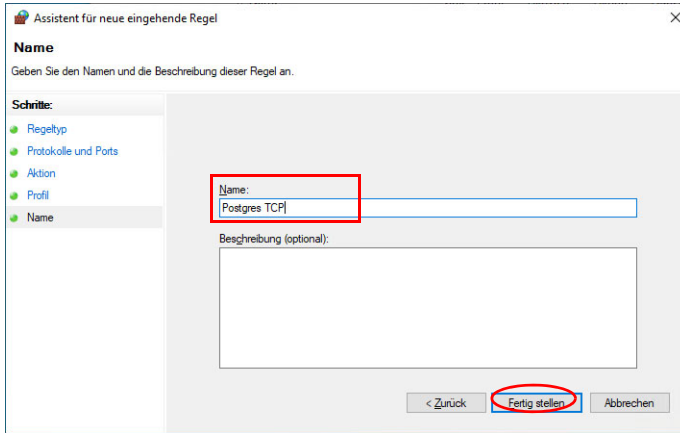 Assistent für neue eingehende Regel
Name
Geben Sie den Namen und die Beschreibung dieser Regel an.
Schritte:
Regeltyp
Protokolle und Ports
Aktion
Profil
Name
Name:
Postgres TCP
Beschreibung (optional):
< Zurück
Fertig stellen
Abbrechen